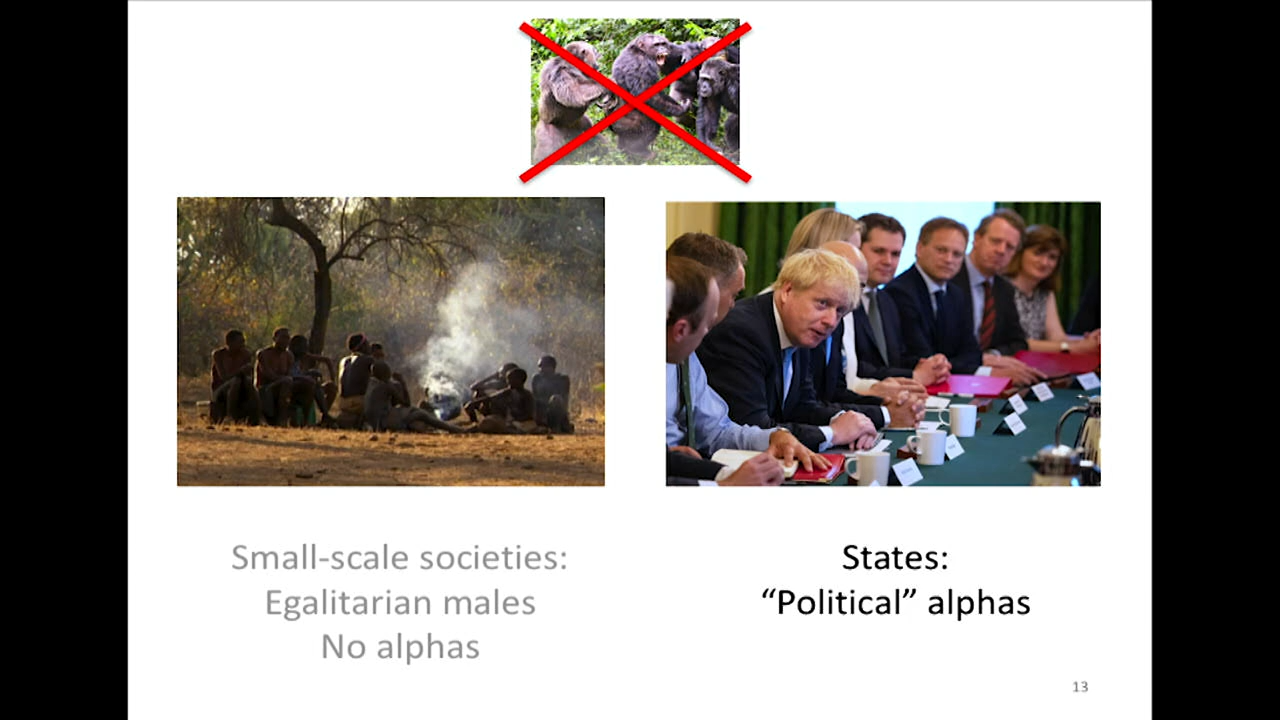 Small-scale societies:
Egalitarian males
No alphas
States:
“Political” alphas
13